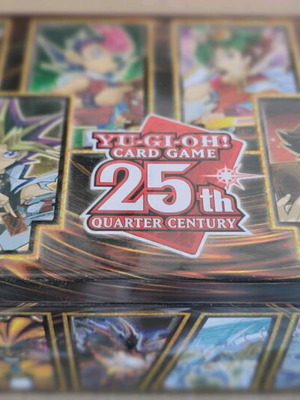 YU-GI-OH!
CARD GAME
25th
QUARTER CENTURY